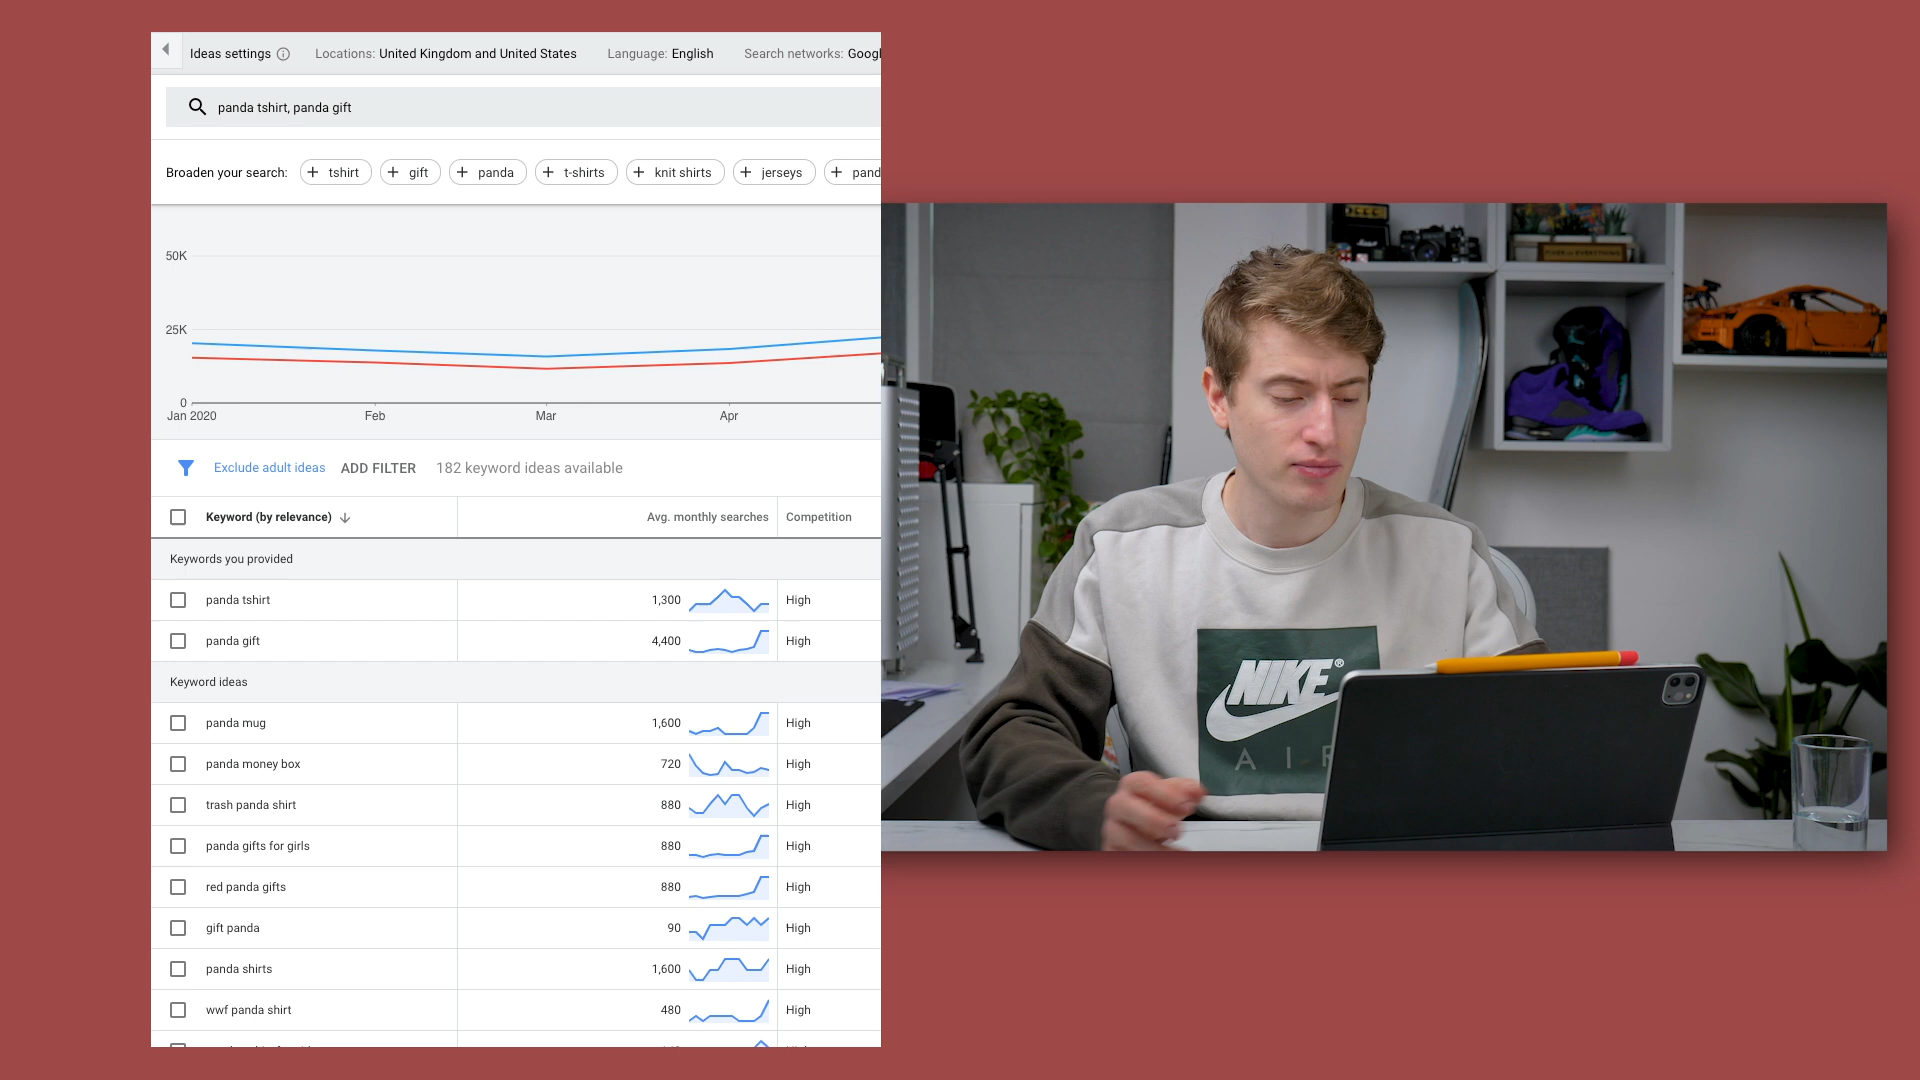 Ideas settings Locations: United Kingdom and United States Language: English Search networks: Googl
panda tshirt, panda gift
Broaden your search: tshirt gift panda t-shirts knit shirts jerseys pand
50K
25K
0
Jan 2020 Feb Mar Apr
Exclude adult ideas ADD FILTER 182 keyword ideas available
Keyword (by relevance) Avg. monthly searches Competition
Keywords you provided
panda tshirt 1,300 High
panda gift 4,400 High
Keyword ideas
panda mug 1,600 High
panda money box 720 High
trash panda shirt 880 High
panda gifts for girls 880 High
red panda gifts 880 High
gift panda 90 High
panda shirts 1,600 High
wwf panda shirt 480 High
NIKE®
AIR